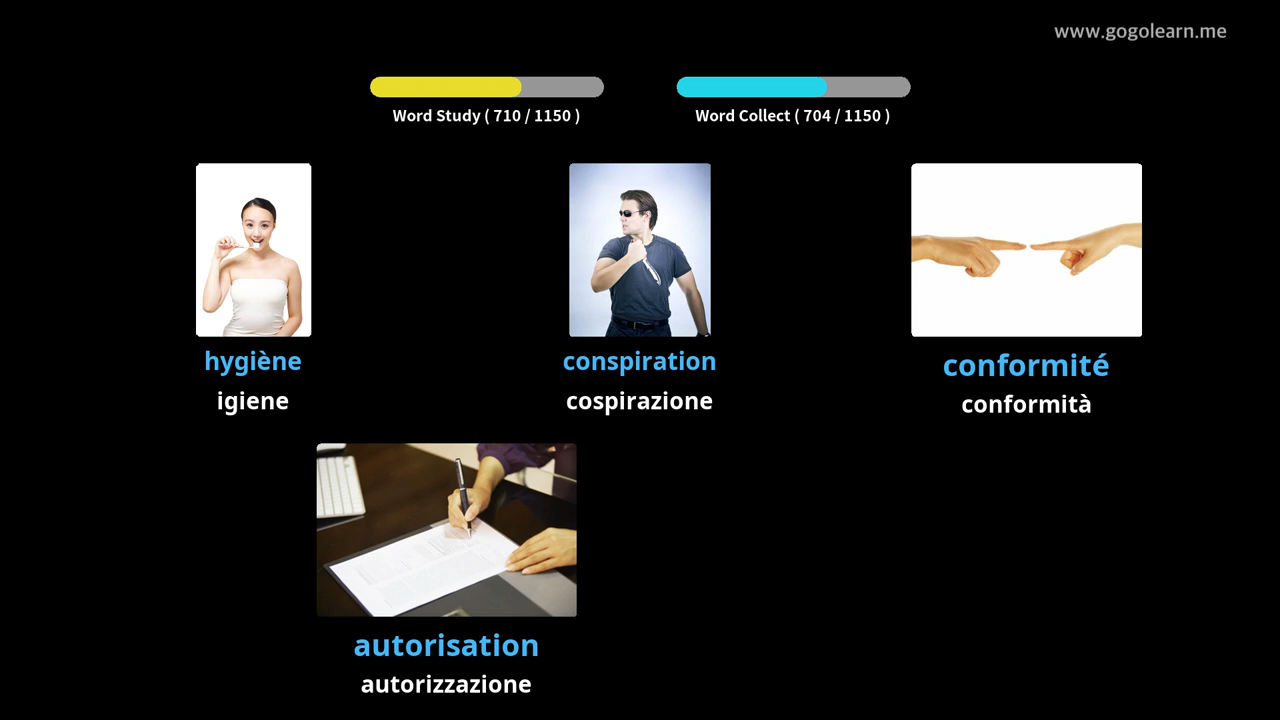 www.gogolearn.me
Word Study ( 710 / 1150 )
Word Collect ( 704 / 1150 )
hygiène
igiene
conspiration
cospirazione
conformité
conformità
autorisation
autorizzazione